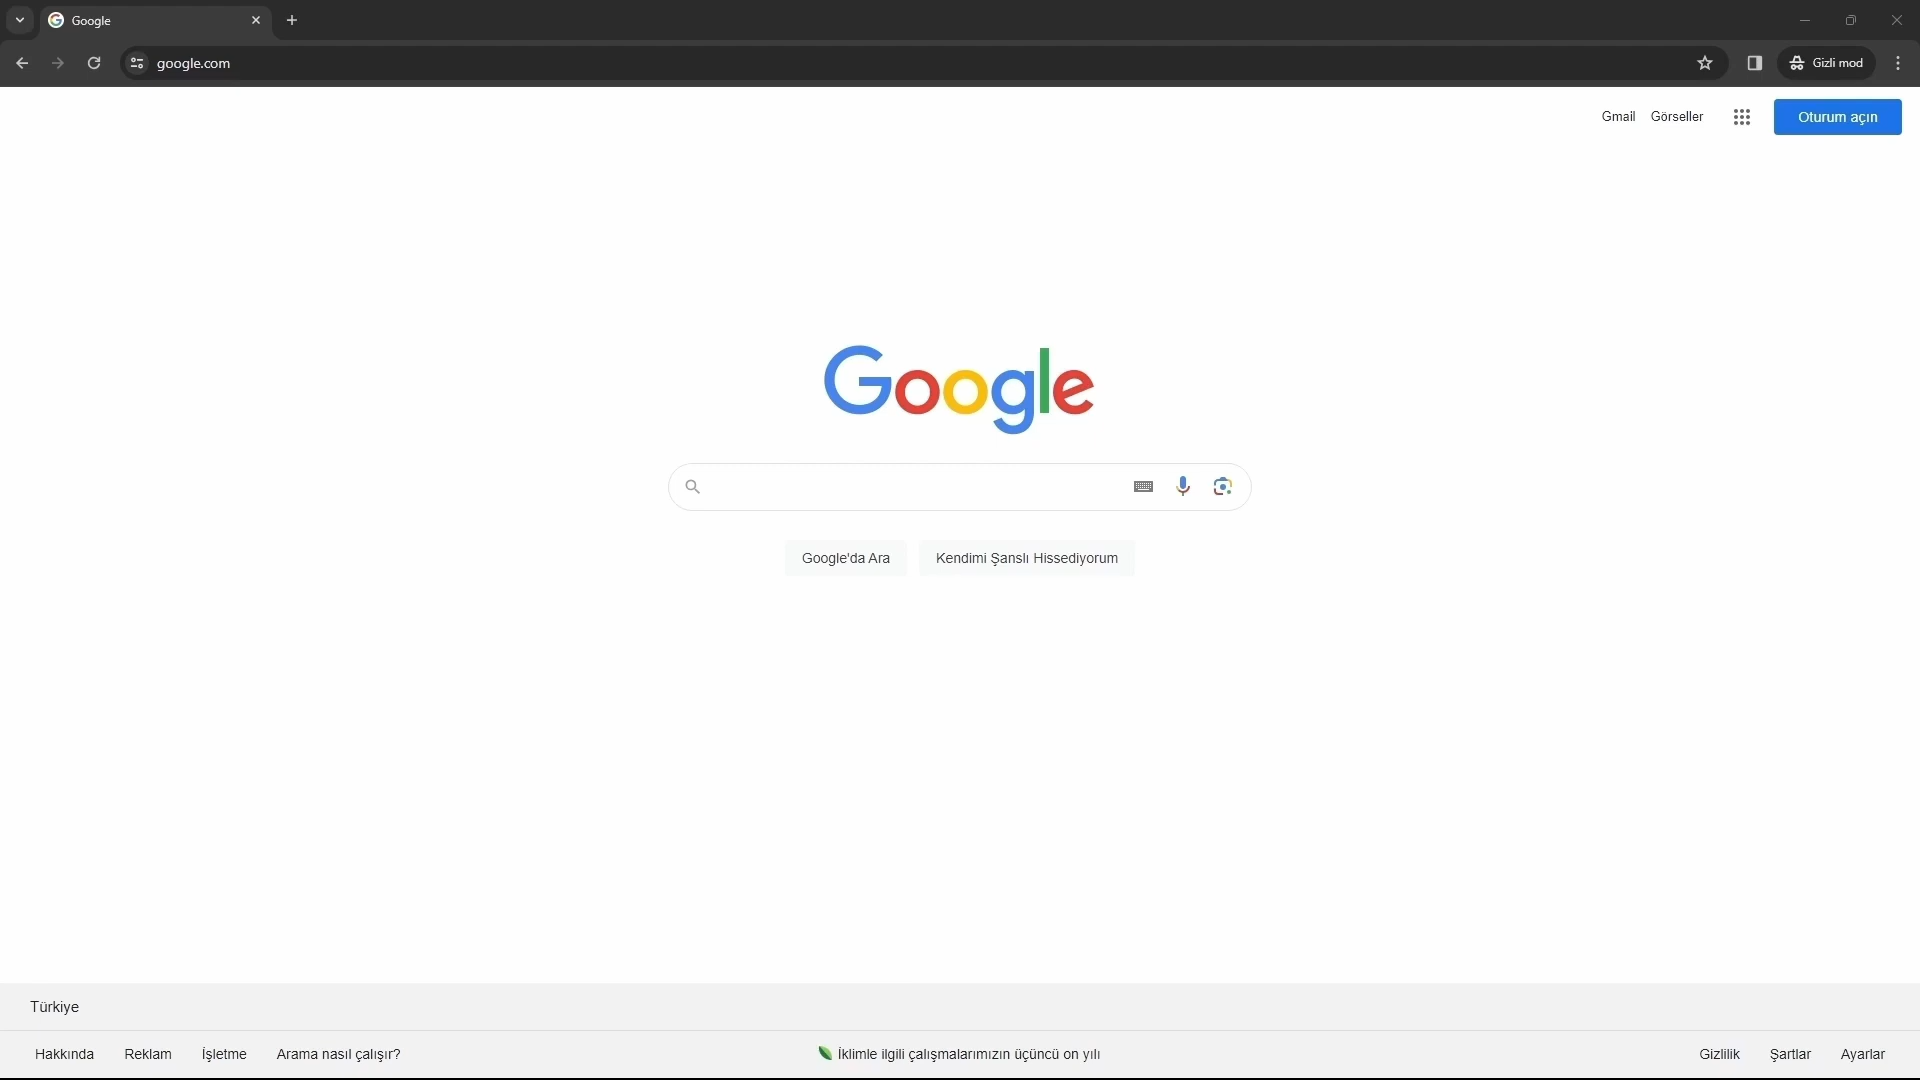 Google
google.com
Gizli mod
Gmail Görseller Oturum açın
Google
Google'da Ara Kendimi Şanslı Hissediyorum
Türkiye
Hakkında Reklam İşletme Arama nasıl çalışır? İklimle ilgili çalışmalarımızın üçüncü on yılı Gizlilik Şartlar Ayarlar